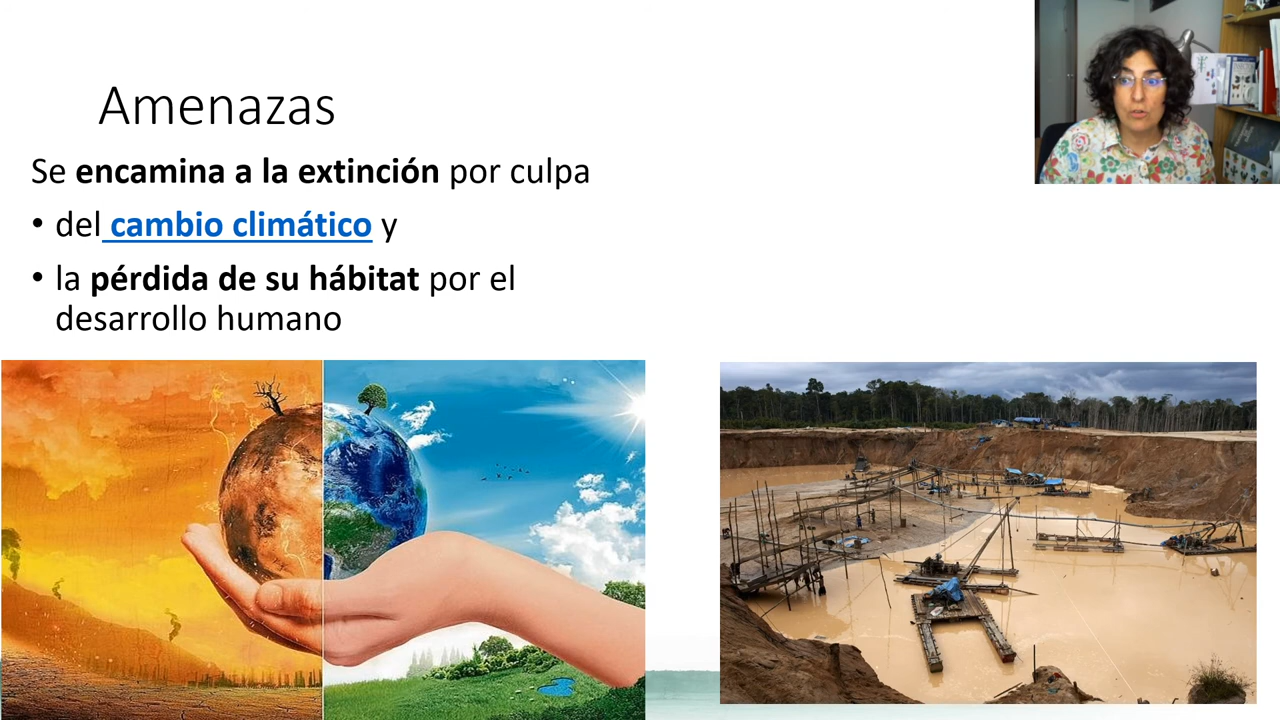 Amenazas
Se encamina a la extinción por culpa
• del cambio climático y
• la pérdida de su hábitat por el
desarrollo humano